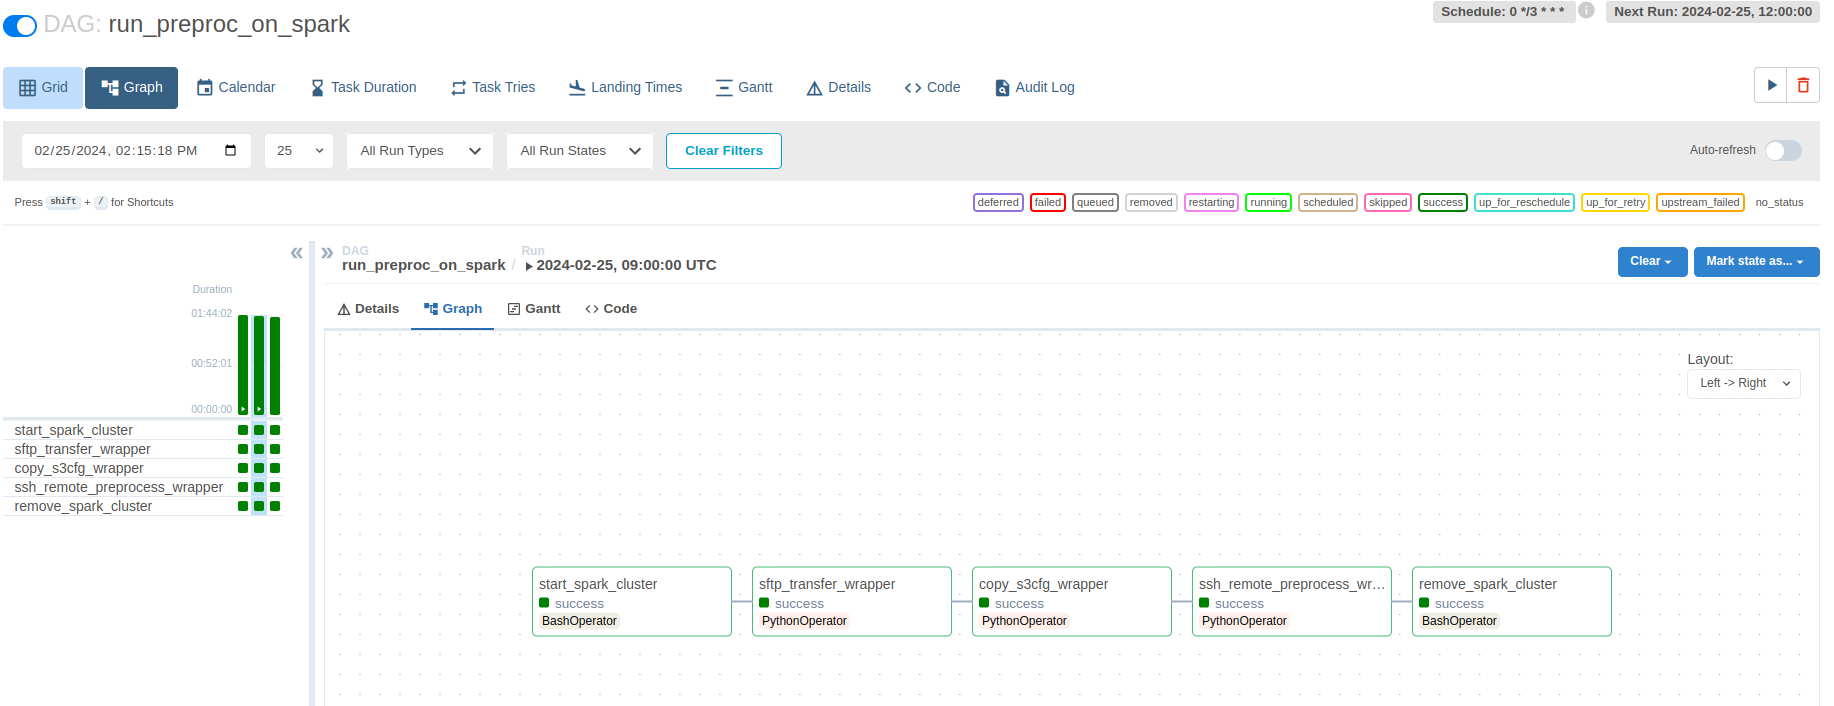 DAG: run_preproc_on_spark
Schedule: 0 */3 * * *
Next Run: 2024-02-25, 12:00:00
Grid
Graph
Calendar
Task Duration
Task Tries
Landing Times
Gantt
Details
Code
Audit Log
02/25/2024, 02:15:18 PM
25
All Run Types
All Run States
Clear Filters
Auto-refresh
Press shift + / for Shortcuts
deferred
failed
queued
removed
restarting
running
scheduled
skipped
success
up_for_reschedule
up_for_retry
upstream_failed
no_status
DAG
run_preproc_on_spark /
Run
2024-02-25, 09:00:00 UTC
Clear
Mark state as...
Details
Graph
Gantt
Code
Duration
01:44:02
00:52:01
00:00:00
start_spark_cluster
sftp_transfer_wrapper
copy_s3cfg_wrapper
ssh_remote_preprocess_wrapper
remove_spark_cluster
Layout:
Left -> Right
start_spark_cluster
success
BashOperator
sftp_transfer_wrapper
success
PythonOperator
copy_s3cfg_wrapper
success
PythonOperator
ssh_remote_preprocess_wr...
success
PythonOperator
remove_spark_cluster
success
BashOperator